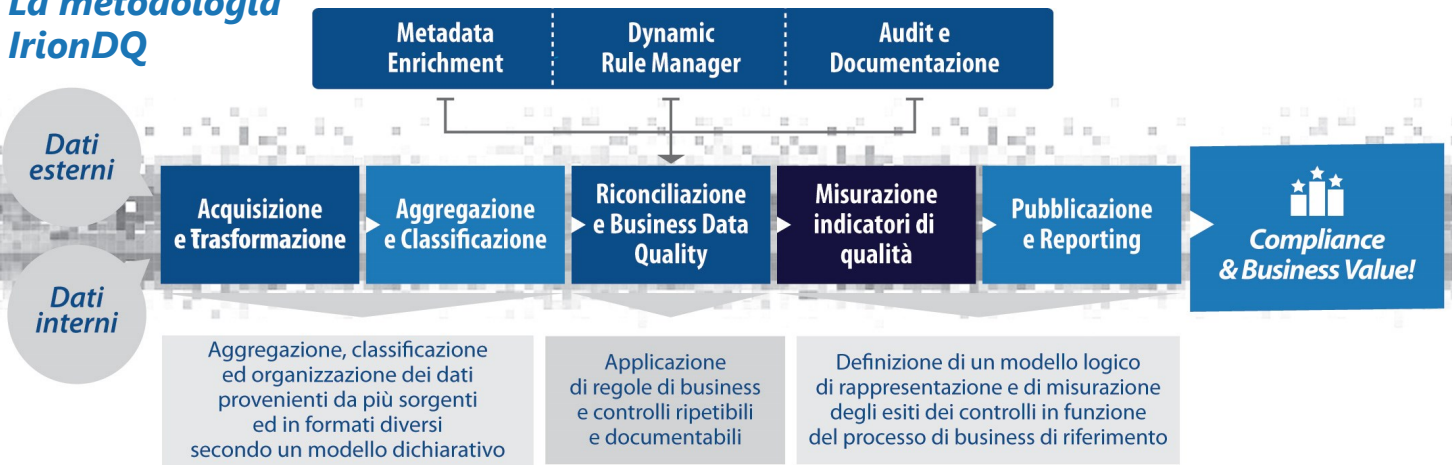 La metodologia
IrionDQ
Metadata
Enrichment
Dynamic
Rule Manager
Audit e
Documentazione
Dati
esterni
Dati
interni
Acquisizione
e Trasformazione
Aggregazione
e Classificazione
Riconciliazione
e Business Data
Quality
Misurazione
indicatori di
qualità
Pubblicazione
e Reporting
Compliance
& Business Value!
Aggregazione, classificazione
ed organizzazione dei dati
provenienti da più sorgenti
ed in formati diversi
secondo un modello dichiarativo
Applicazione
di regole di business
e controlli ripetibili
e documentabili
Definizione di un modello logico
di rappresentazione e di misurazione
degli esiti dei controlli in funzione
del processo di business di riferimento